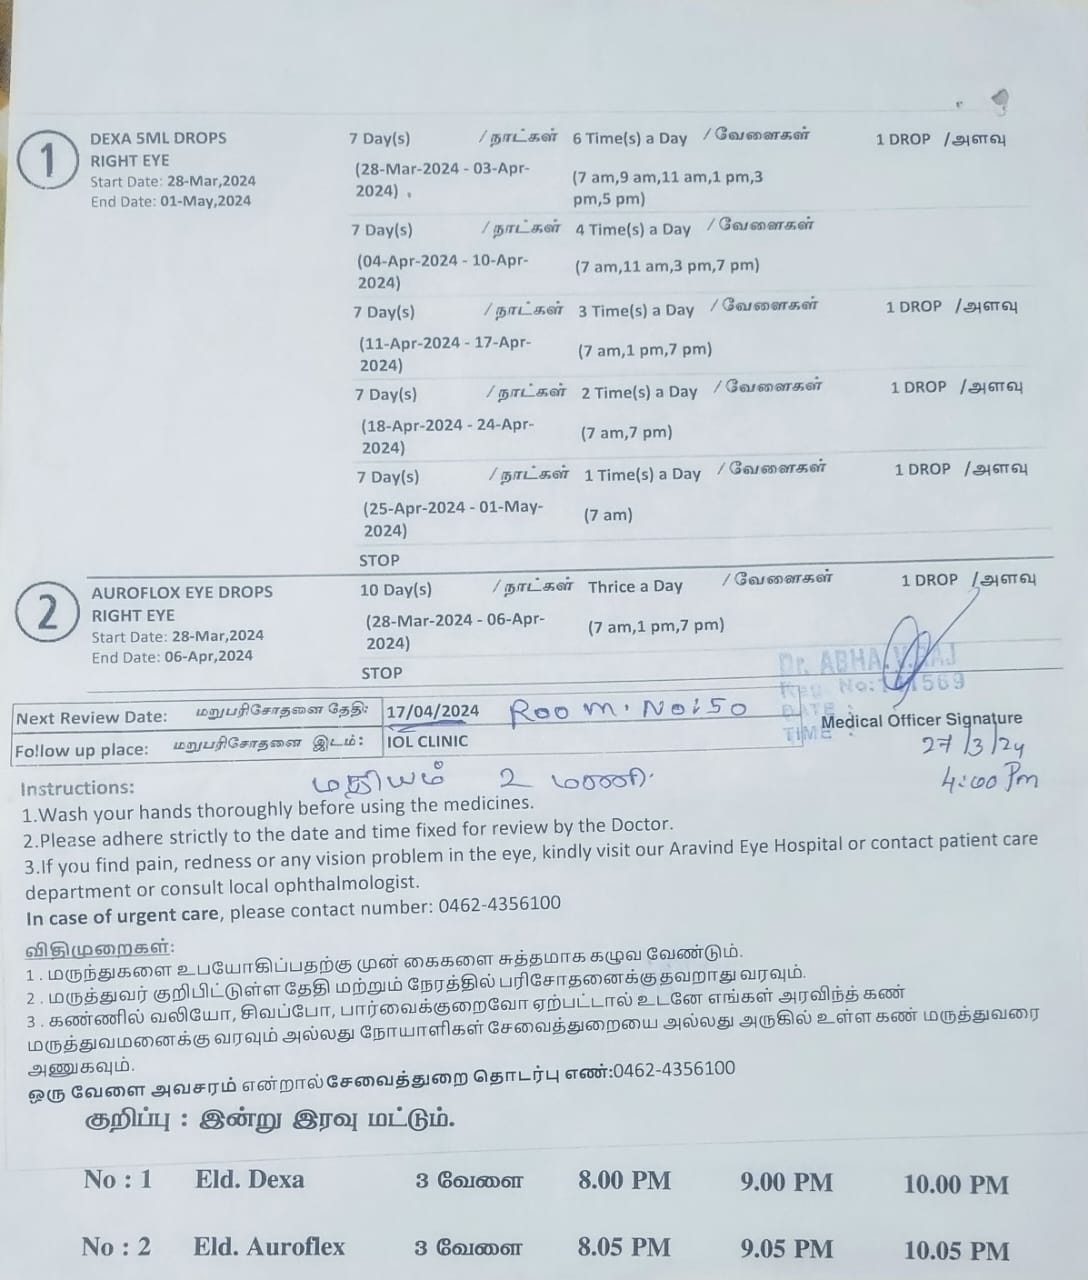 1 DEXA 5ML DROPS 7 Day(s) /நாட்கள் 6 Time(s) a Day /வேளைகள் 1 DROP /அளவு
RIGHT EYE
Start Date: 28-Mar,2024
End Date: 01-May,2024
(28-Mar-2024 - 03-Apr-
2024)
(7 am,9 am,11 am,1 pm,3
pm,5 pm)
7 Day(s) /நாட்கள் 4 Time(s) a Day /வேளைகள்
(04-Apr-2024 - 10-Apr-
2024)
(7 am,11 am,3 pm,7 pm)
7 Day(s) /நாட்கள் 3 Time(s) a Day /வேளைகள் 1 DROP /அளவு
(11-Apr-2024 - 17-Apr-
2024)
(7 am,1 pm,7 pm)
7 Day(s) /நாட்கள் 2 Time(s) a Day /வேளைகள் 1 DROP /அளவு
(18-Apr-2024 - 24-Apr-
2024)
(7 am,7 pm)
7 Day(s) /நாட்கள் 1 Time(s) a Day /வேளைகள் 1 DROP /அளவு
(25-Apr-2024 - 01-May-
2024)
(7 am)
STOP
2 AUROFLOX EYE DROPS 10 Day(s) /நாட்கள் Thrice a Day /வேளைகள் 1 DROP /அளவு
RIGHT EYE
Start Date: 28-Mar,2024
End Date: 06-Apr,2024
(28-Mar-2024 - 06-Apr-
2024)
(7 am,1 pm,7 pm)
STOP
Dr. ABHA.V.RAJ
Reg. No:
DATE :
TIME :
Next Review Date: மறுபரிசோதனை தேதி: 17/04/2024 Room. No:50
Medical Officer Signature
Follow up place: மறுபரிசோதனை இடம்: IOL CLINIC
27/3/24
4:00 Pm
மதியம் 2 மணி.
Instructions:
1.Wash your hands thoroughly before using the medicines.
2.Please adhere strictly to the date and time fixed for review by the Doctor.
3.If you find pain, redness or any vision problem in the eye, kindly visit our Aravind Eye Hospital or contact patient care
department or consult local ophthalmologist.
In case of urgent care, please contact number: 0462-4356100
விதிமுறைகள்:
1 . மருந்துகளை உபயோகிப்பதற்கு முன் கைகளை சுத்தமாக கழுவ வேண்டும்.
2 . மருத்துவர் குறிபிட்டுள்ள தேதி மற்றும் நேரத்தில் பரிசோதனைக்குதவறாது வரவும்.
3 . கண்ணில் வலியோ, சிவப்போ, பார்வைக்குறைவோ ஏற்பட்டால் உடனே எங்கள் அரவிந்த் கண்
மருத்துவமனைக்கு வரவும் அல்லது நோயாளிகள் சேவைத்துறையை அல்லது அருகில் உள்ள கண் மருத்துவரை
அணுகவும்.
ஒரு வேளை அவசரம் என்றால் சேவைத்துறை தொடர்பு எண்:0462-4356100
குறிப்பு : இன்று இரவு மட்டும்.
No : 1 Eld. Dexa 3 வேளை 8.00 PM 9.00 PM 10.00 PM
No : 2 Eld. Auroflex 3 வேளை 8.05 PM 9.05 PM 10.05 PM